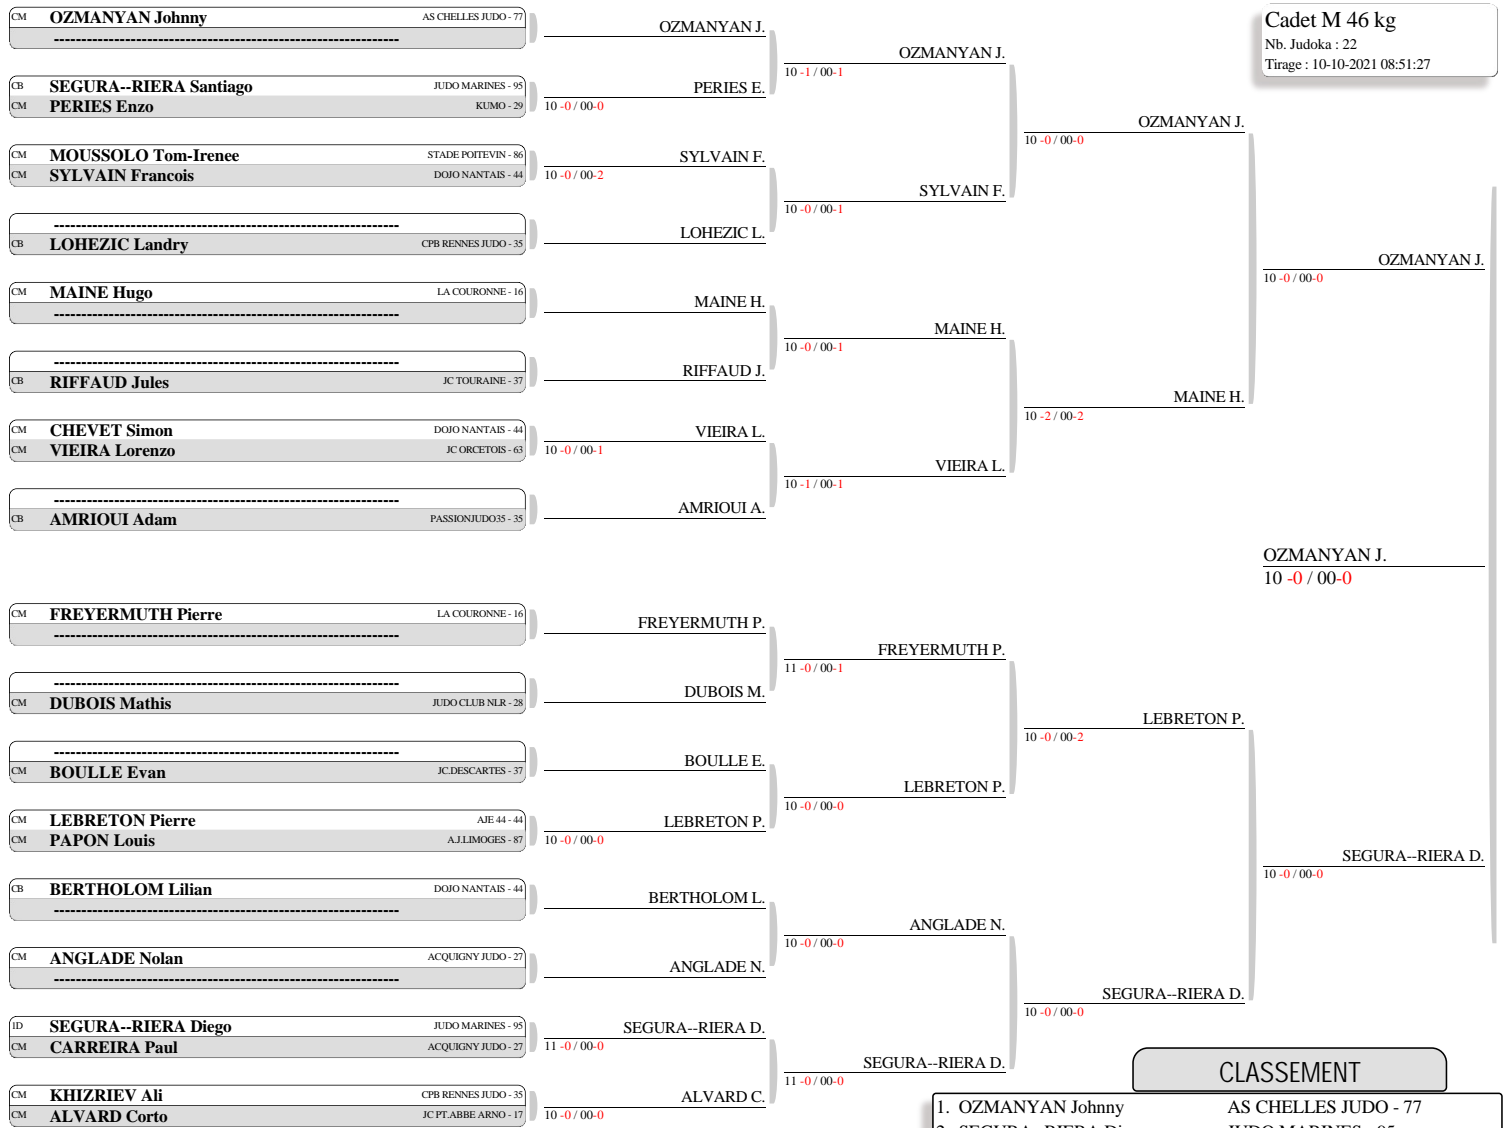 Cadet M 46 kg
Nb. Judoka : 22
Tirage : 10-10-2021 08:51:27
CM OZMANYAN Johnny AS CHELLES JUDO - 77
----------------------------------------------------------------
CB SEGURA--RIERA Santiago JUDO MARINES - 95
CM PERIES Enzo KUMO - 29
CM MOUSSOLO Tom-Irenee STADE POITEVIN - 86
CM SYLVAIN Francois DOJO NANTAIS - 44
----------------------------------------------------------------
CB LOHEZIC Landry CPB RENNES JUDO - 35
CM MAINE Hugo LA COURONNE - 16
----------------------------------------------------------------
----------------------------------------------------------------
CB RIFFAUD Jules JC TOURAINE - 37
CM CHEVET Simon DOJO NANTAIS - 44
CM VIEIRA Lorenzo JC ORCETOIS - 63
----------------------------------------------------------------
CB AMRIOUI Adam PASSIONJUDO35 - 35
CM FREYERMUTH Pierre LA COURONNE - 16
----------------------------------------------------------------
----------------------------------------------------------------
CM DUBOIS Mathis JUDO CLUB NLR - 28
----------------------------------------------------------------
CM BOULLE Evan JC.DESCARTES - 37
CM LEBRETON Pierre AJE 44 - 44
CM PAPON Louis A.J.LIMOGES - 87
CB BERTHOLOM Lilian DOJO NANTAIS - 44
----------------------------------------------------------------
CM ANGLADE Nolan ACQUIGNY JUDO - 27
----------------------------------------------------------------
1D SEGURA--RIERA Diego JUDO MARINES - 95
CM CARREIRA Paul ACQUIGNY JUDO - 27
CM KHIZRIEV Ali CPB RENNES JUDO - 35
CM ALVARD Corto JC PT.ABBE ARNO - 17
OZMANYAN J.
PERIES E.
10 -0 / 00-0
SYLVAIN F.
10 -0 / 00-2
LOHEZIC L.
MAINE H.
RIFFAUD J.
VIEIRA L.
10 -0 / 00-1
AMRIOUI A.
FREYERMUTH P.
DUBOIS M.
BOULLE E.
LEBRETON P.
10 -0 / 00-0
BERTHOLOM L.
ANGLADE N.
SEGURA--RIERA D.
11 -0 / 00-0
ALVARD C.
10 -0 / 00-0
OZMANYAN J.
10 -1 / 00-1
SYLVAIN F.
10 -0 / 00-1
MAINE H.
10 -0 / 00-1
VIEIRA L.
10 -1 / 00-1
FREYERMUTH P.
11 -0 / 00-1
LEBRETON P.
10 -0 / 00-0
ANGLADE N.
10 -0 / 00-0
SEGURA--RIERA D.
11 -0 / 00-0
OZMANYAN J.
10 -0 / 00-0
MAINE H.
10 -2 / 00-2
LEBRETON P.
10 -0 / 00-2
SEGURA--RIERA D.
10 -0 / 00-0
OZMANYAN J.
10 -0 / 00-0
SEGURA--RIERA D.
10 -0 / 00-0
OZMANYAN J.
10 -0 / 00-0
CLASSEMENT
1. OZMANYAN Johnny AS CHELLES JUDO - 77